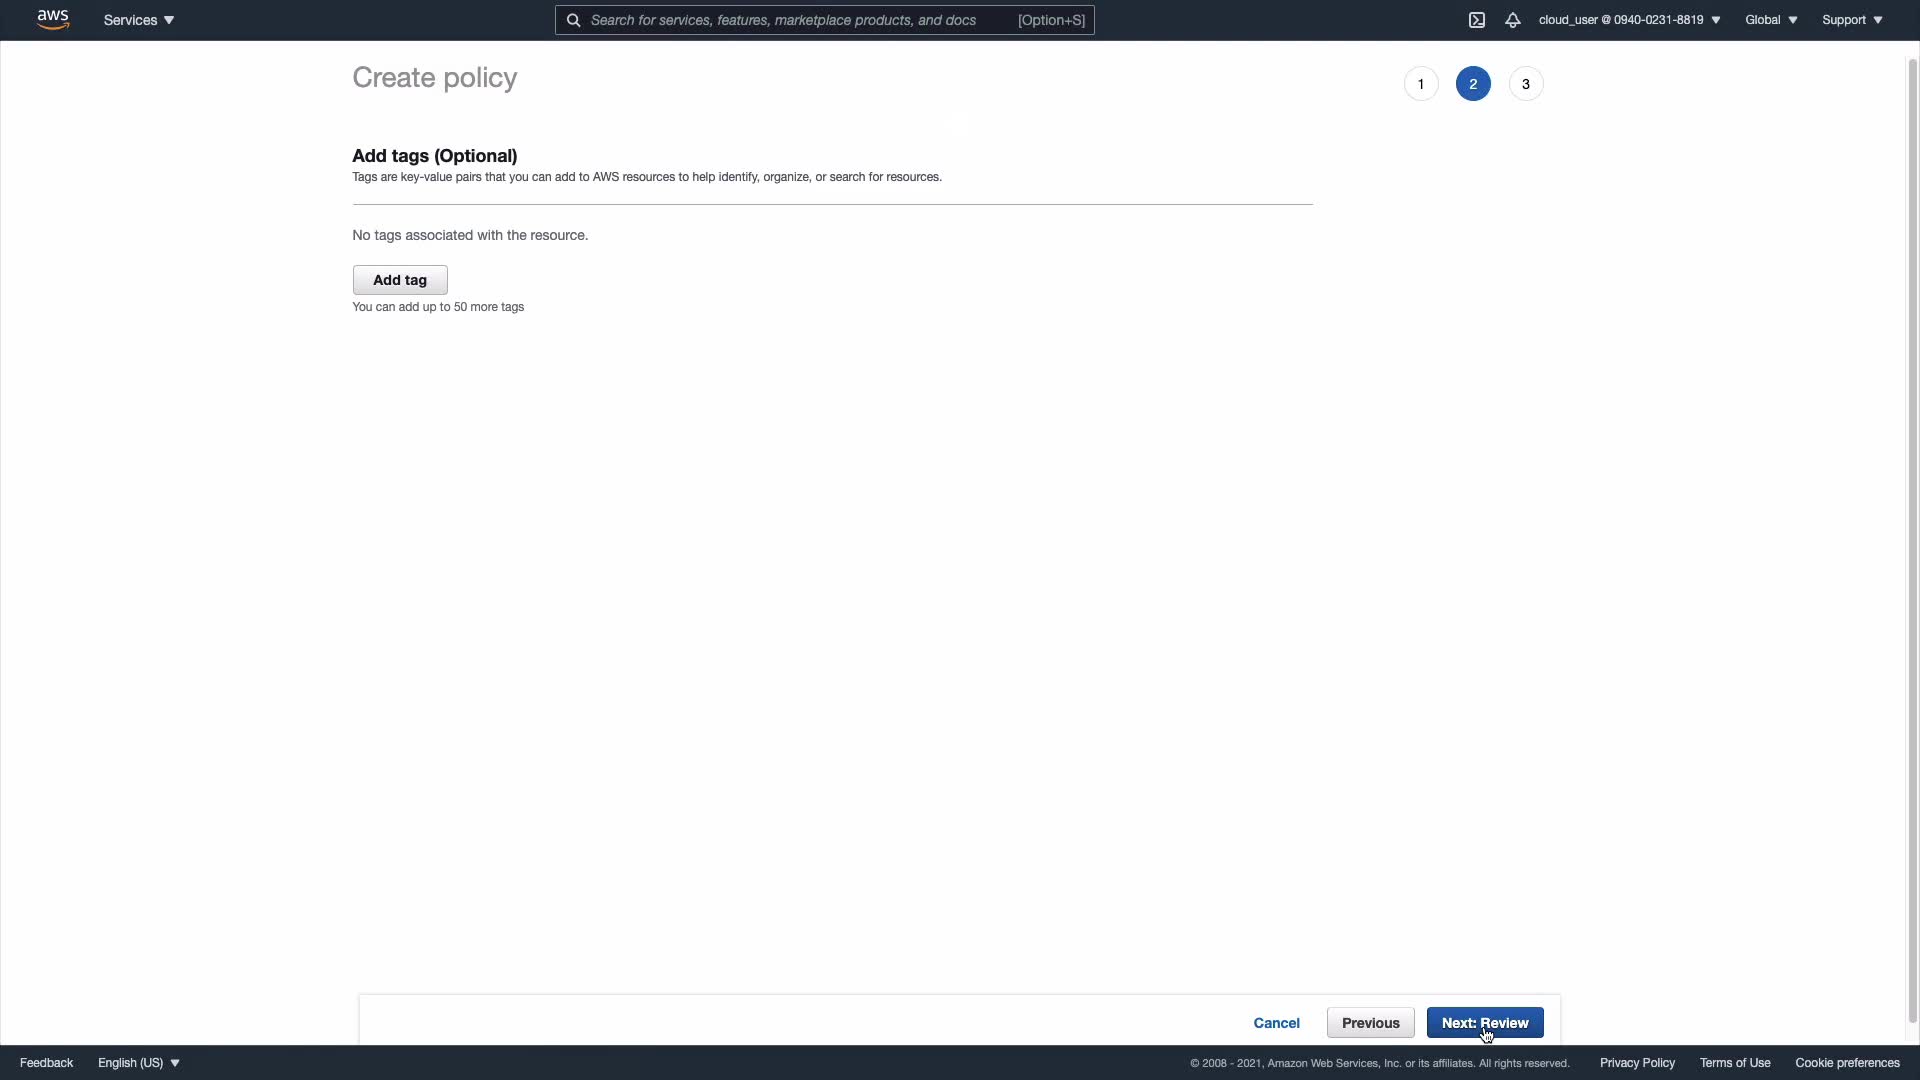 aws
Services
Search for services, features, marketplace products, and docs
[Option+S]
cloud_user @ 0940-0231-8819
Global
Support
Create policy
1
2
3
Add tags (Optional)
Tags are key-value pairs that you can add to AWS resources to help identify, organize, or search for resources.
No tags associated with the resource.
Add tag
You can add up to 50 more tags
Cancel
Previous
Next: Review
Feedback
English (US)
© 2008 - 2021, Amazon Web Services, Inc. or its affiliates. All rights reserved.
Privacy Policy
Terms of Use
Cookie preferences